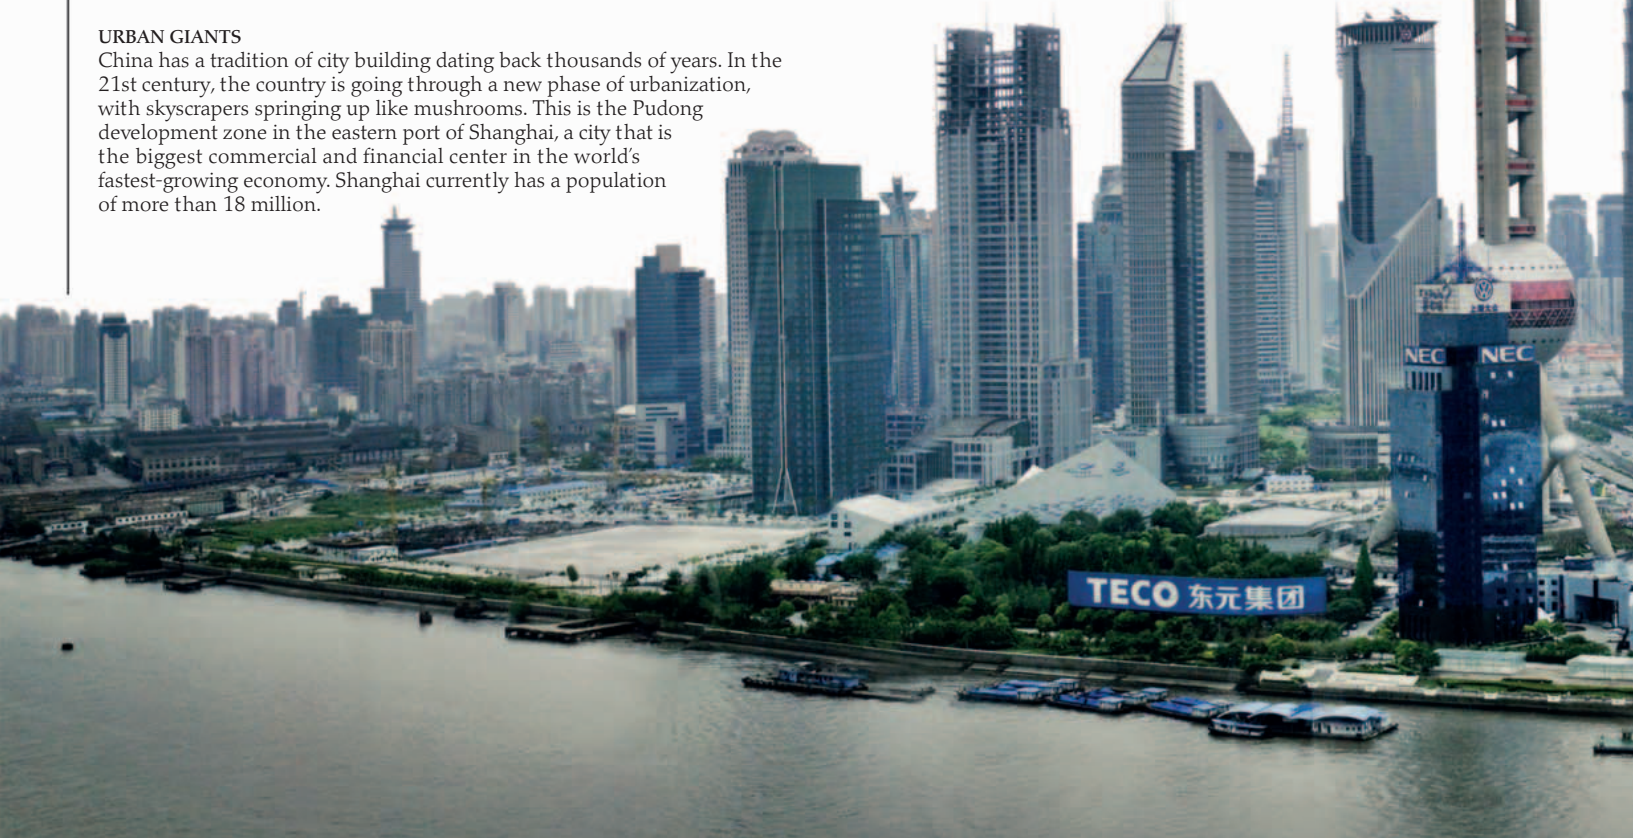 URBAN GIANTS
China has a tradition of city building dating back thousands of years. In the
21st century, the country is going through a new phase of urbanization,
with skyscrapers springing up like mushrooms. This is the Pudong
development zone in the eastern port of Shanghai, a city that is
the biggest commercial and financial center in the world’s
fastest-growing economy. Shanghai currently has a population
of more than 18 million.
NEC NEC
TECO 东元集团